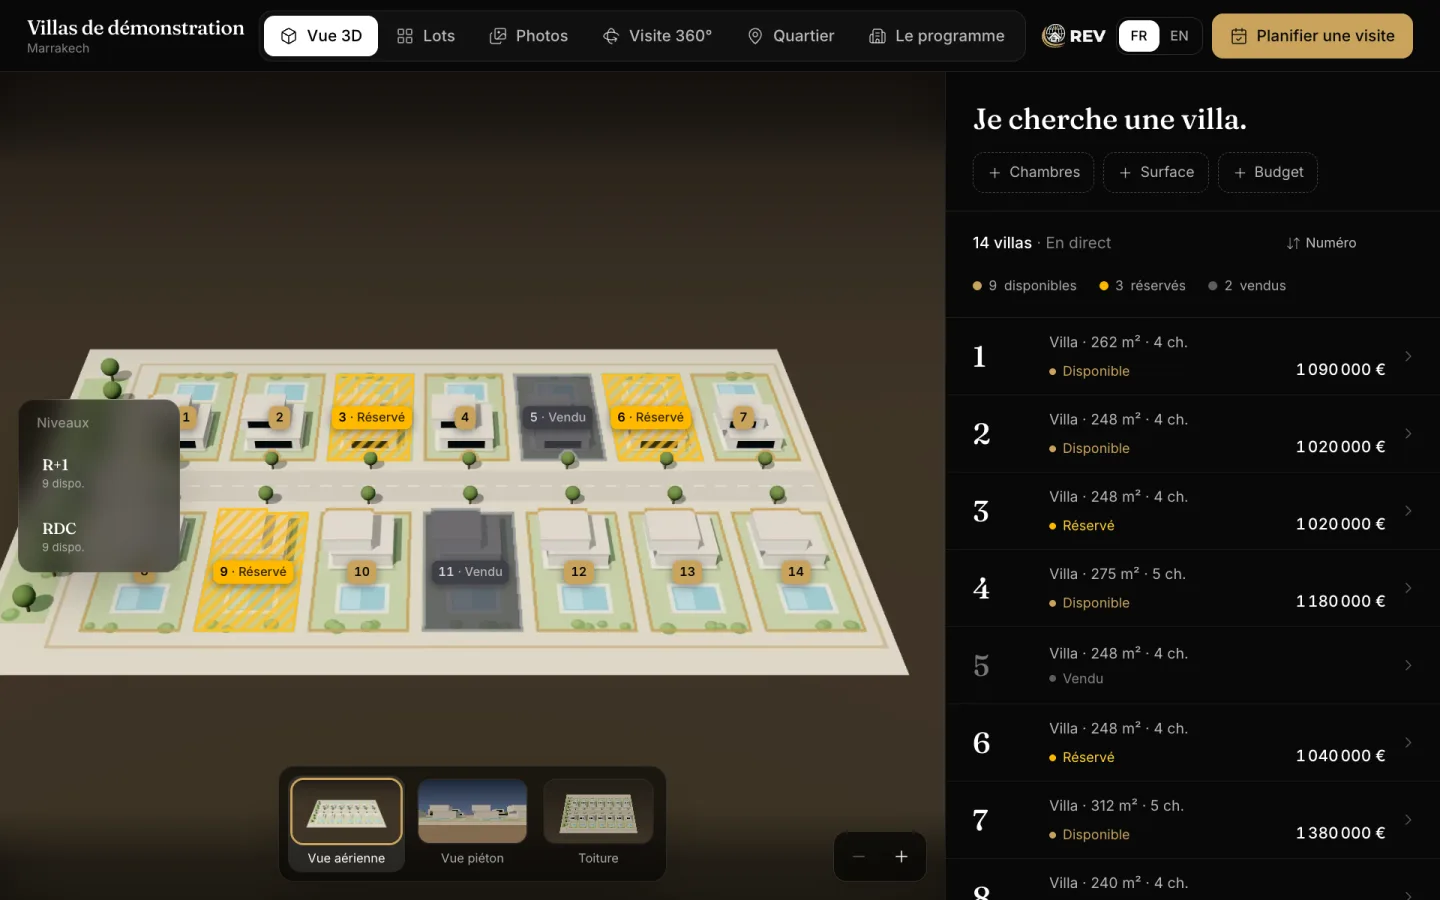 Villas de démonstration
Marrakech
Vue 3D
Lots
Photos
Visite 360°
Quartier
Le programme
REV
FR
EN
Planifier une visite
Je cherche une villa.
+ Chambres
+ Surface
+ Budget
14 villas · En direct
Numéro
9 disponibles
3 réservés
2 vendus
1
Villa · 262 m² · 4 ch.
Disponible
1 090 000 €
2
Villa · 248 m² · 4 ch.
Disponible
1 020 000 €
3
Villa · 248 m² · 4 ch.
Réservé
1 020 000 €
4
Villa · 275 m² · 5 ch.
Disponible
1 180 000 €
5
Villa · 248 m² · 4 ch.
Vendu
6
Villa · 248 m² · 4 ch.
Réservé
1 040 000 €
7
Villa · 312 m² · 5 ch.
Disponible
1 380 000 €
8
Villa · 240 m² · 4 ch.
1
2
3 · Réservé
4
5 · Vendu
6 · Réservé
7
Niveaux
R+1
9 dispo.
RDC
9 dispo.
9 · Réservé
10
11 · Vendu
12
13
14
Vue aérienne
Vue piéton
Toiture